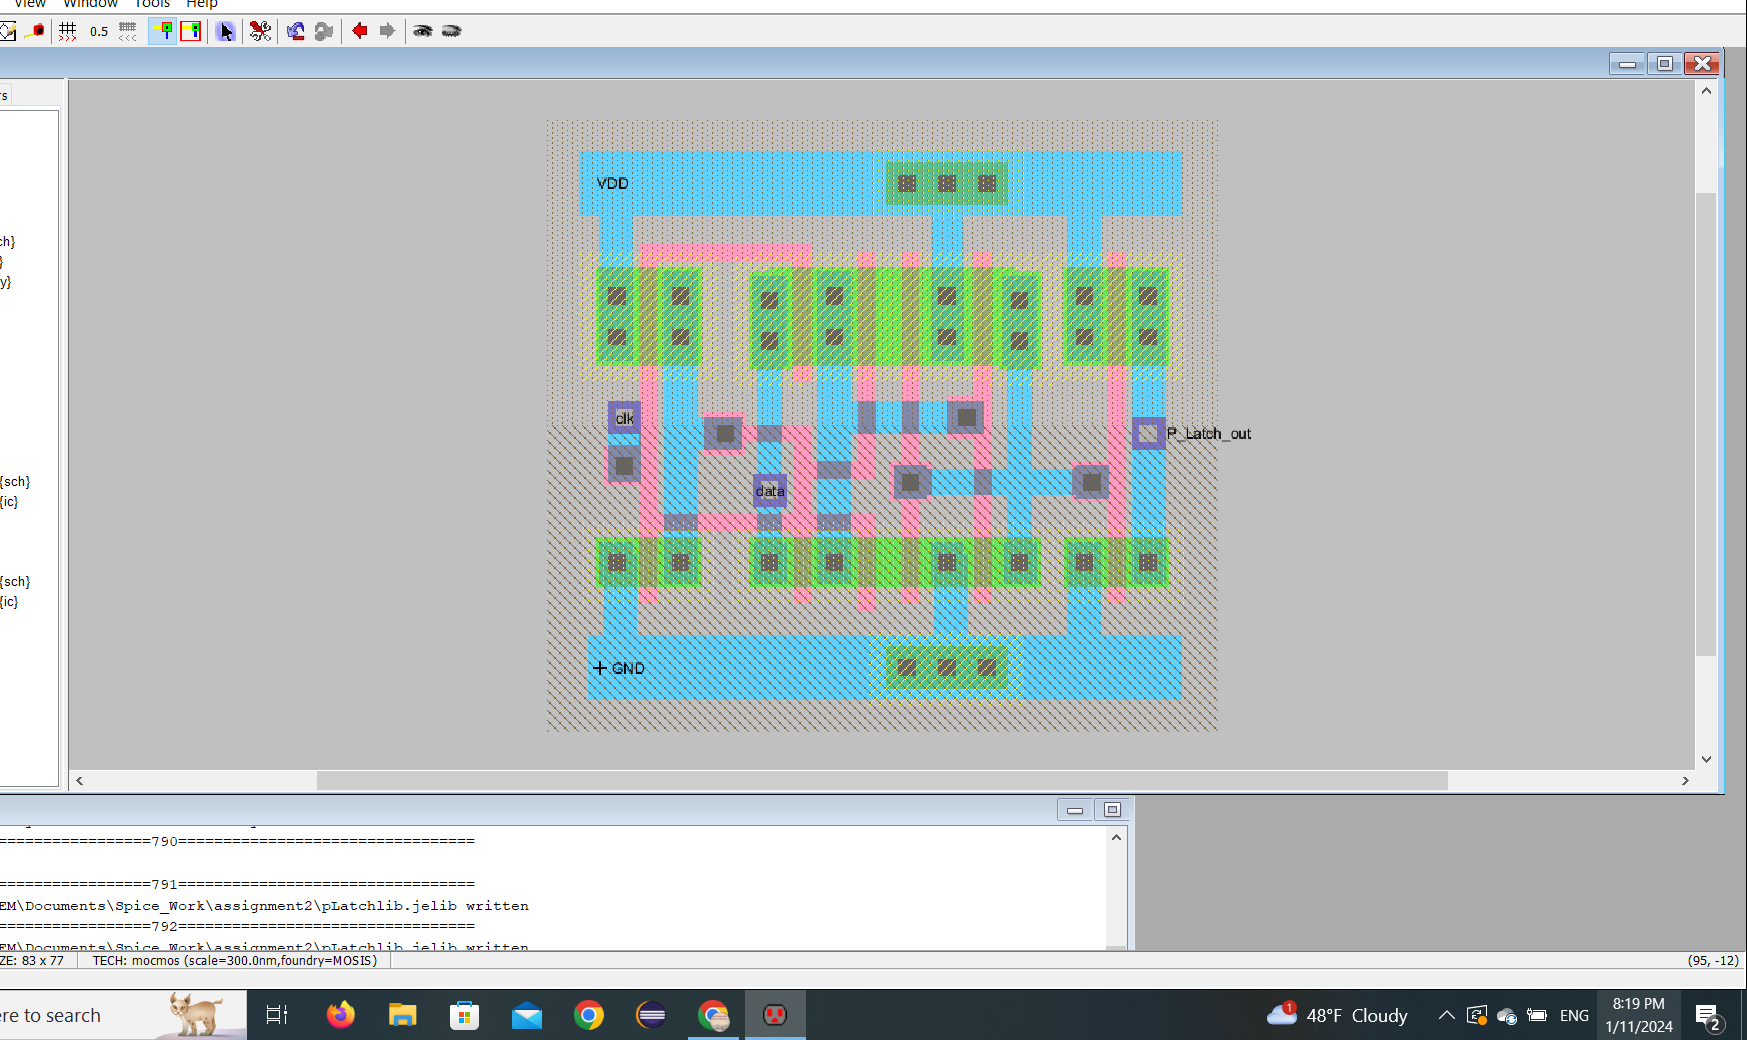 View Window Tools Help
0.5
rs
ch}
}
y}
{sch}
{ic}
{sch}
{ic}
VDD
clk
P_Latch_out
data
GND
=================790=================================
=================791=================================
EM\Documents\Spice_Work\assignment2\pLatchlib.jelib written
=================792=================================
EM\Documents\Spice_Work\assignment2\pLatchlib.jelib written
ZE: 83 x 77 TECH: mocmos (scale=300.0nm,foundry=MOSIS) (95, -12)
ere to search
1
48°F Cloudy
ENG
8:19 PM
1/11/2024
2